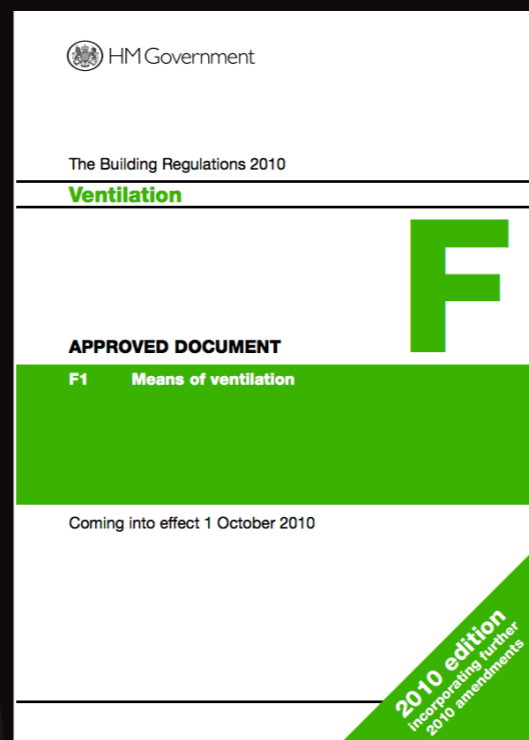 HM Government
The Building Regulations 2010
Ventilation
F
APPROVED DOCUMENT
F1 Means of ventilation
Coming into effect 1 October 2010
2010 edition
incorporating further
2010 amendments